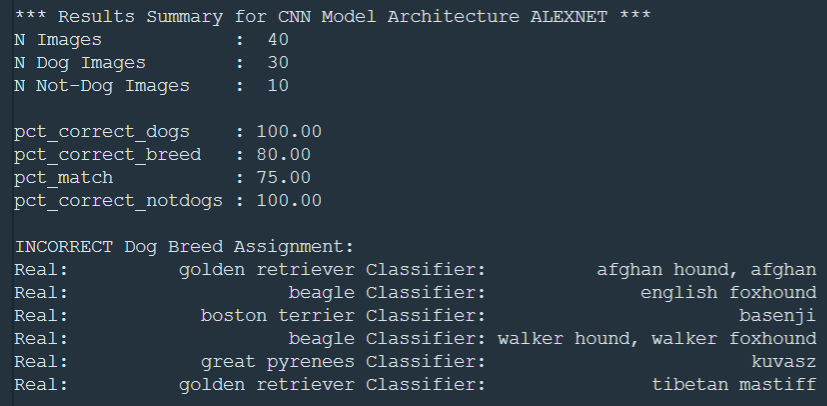 *** Results Summary for CNN Model Architecture ALEXNET ***
N Images            :  40
N Dog Images        :  30
N Not-Dog Images    :  10

pct_correct_dogs    : 100.00
pct_correct_breed   : 80.00
pct_match           : 75.00
pct_correct_notdogs : 100.00

INCORRECT Dog Breed Assignment:
Real:          golden retriever Classifier:          afghan hound, afghan
Real:                    beagle Classifier:              english foxhound
Real:            boston terrier Classifier:                       basenji
Real:                    beagle Classifier: walker hound, walker foxhound
Real:            great pyrenees Classifier:                        kuvasz
Real:          golden retriever Classifier:               tibetan mastiff